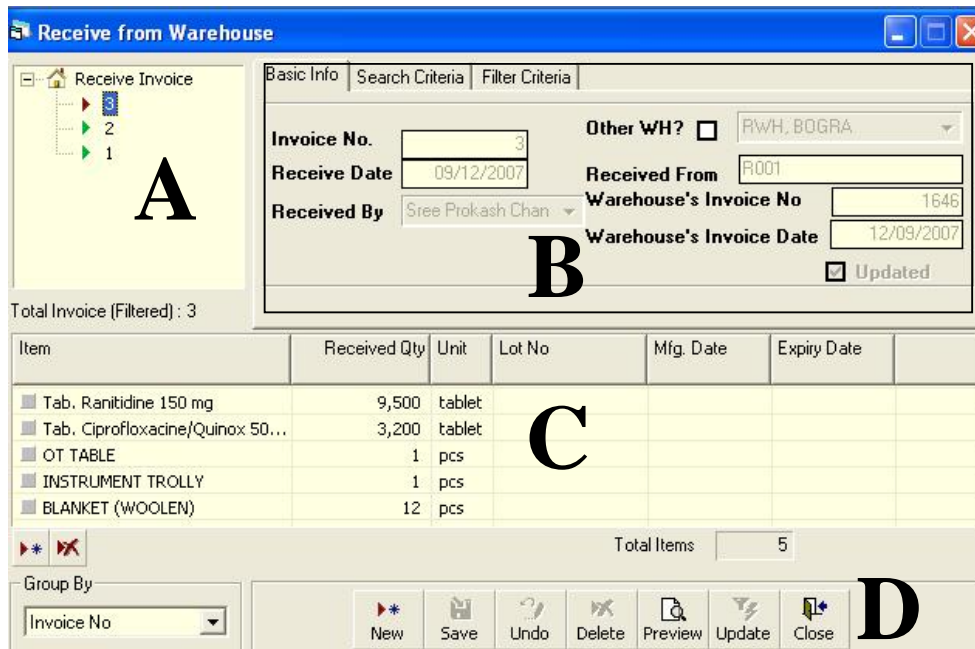 Receive from Warehouse
Receive Invoice
3
2
1
A
Total Invoice (Filtered) : 3
Basic Info Search Criteria Filter Criteria
Invoice No. 3
Receive Date 09/12/2007
Received By Sree Prokash Chan
Other WH? RWH, BOGRA
Received From R001
Warehouse's Invoice No 1646
Warehouse's Invoice Date 12/09/2007
Updated
B
Item Received Qty Unit Lot No Mfg. Date Expiry Date
Tab. Ranitidine 150 mg 9,500 tablet
Tab. Ciprofloxacine/Quinox 50... 3,200 tablet
OT TABLE 1 pcs
INSTRUMENT TROLLY 1 pcs
BLANKET (WOOLEN) 12 pcs
C
Total Items 5
Group By
Invoice No
New Save Undo Delete Preview Update Close
D